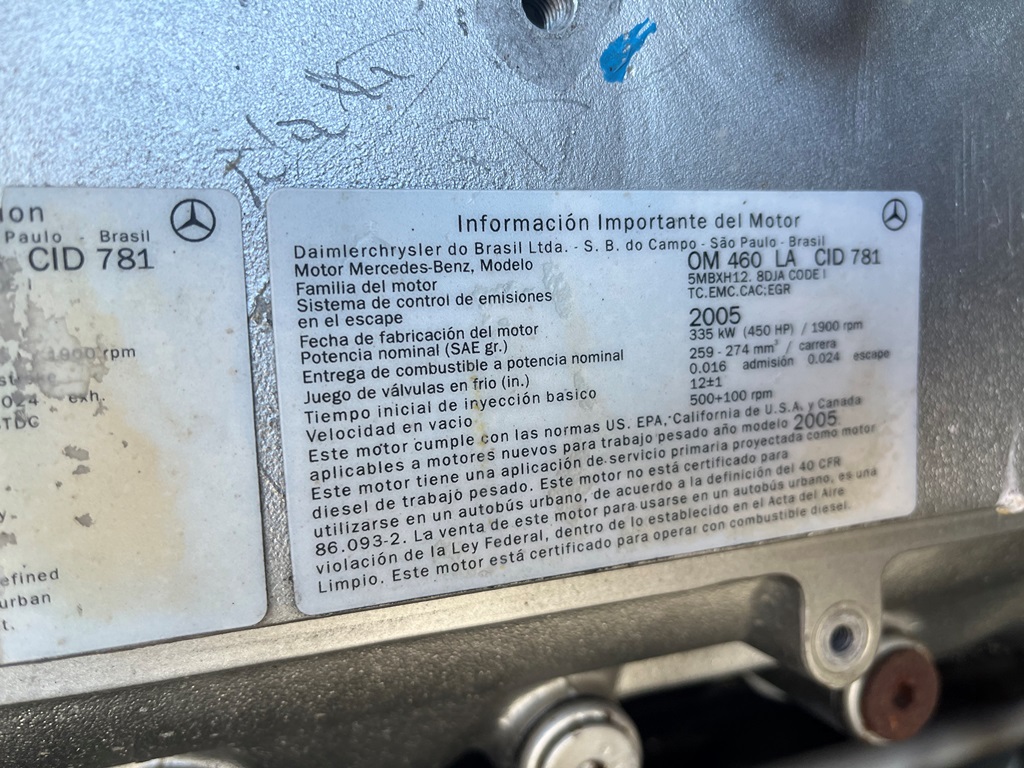 ion
Paulo - Brasil
CID 781
I
1900 rpm
024 exh.
TDC
y.
efined
urban
t.
Información Importante del Motor
Daimlerchrysler do Brasil Ltda. - S. B. do Campo - São Paulo - Brasil
Motor Mercedes-Benz, Modelo OM 460 LA CID 781
Familia del motor 5MBXH12. 8DJA CODE I
Sistema de control de emisiones TC.EMC.CAC;EGR
en el escape
Fecha de fabricación del motor 2005
Potencia nominal (SAE gr.) 335 kW (450 HP) / 1900 rpm
Entrega de combustible a potencia nominal 259 - 274 mm³ / carrera
Juego de válvulas en frio (in.) 0.016 admisión 0.024 escape
Tiempo inicial de inyección basico 12±1
Velocidad en vacio 500+100 rpm
Este motor cumple con las normas US. EPA, California de U.S.A. y Canada
aplicables a motores nuevos para trabajo pesado año modelo 2005
Este motor tiene una aplicación de servicio primaria proyectada como motor
diesel de trabajo pesado. Este motor no está certificado para
utilizarse en un autobús urbano, de acuerdo a la definición del 40 CFR
86.093-2. La venta de este motor para usarse en un autobús urbano, es una
violación de la Ley Federal, dentro de lo establecido en el Acta del Aire
Limpio. Este motor está certificado para operar con combustible diesel.